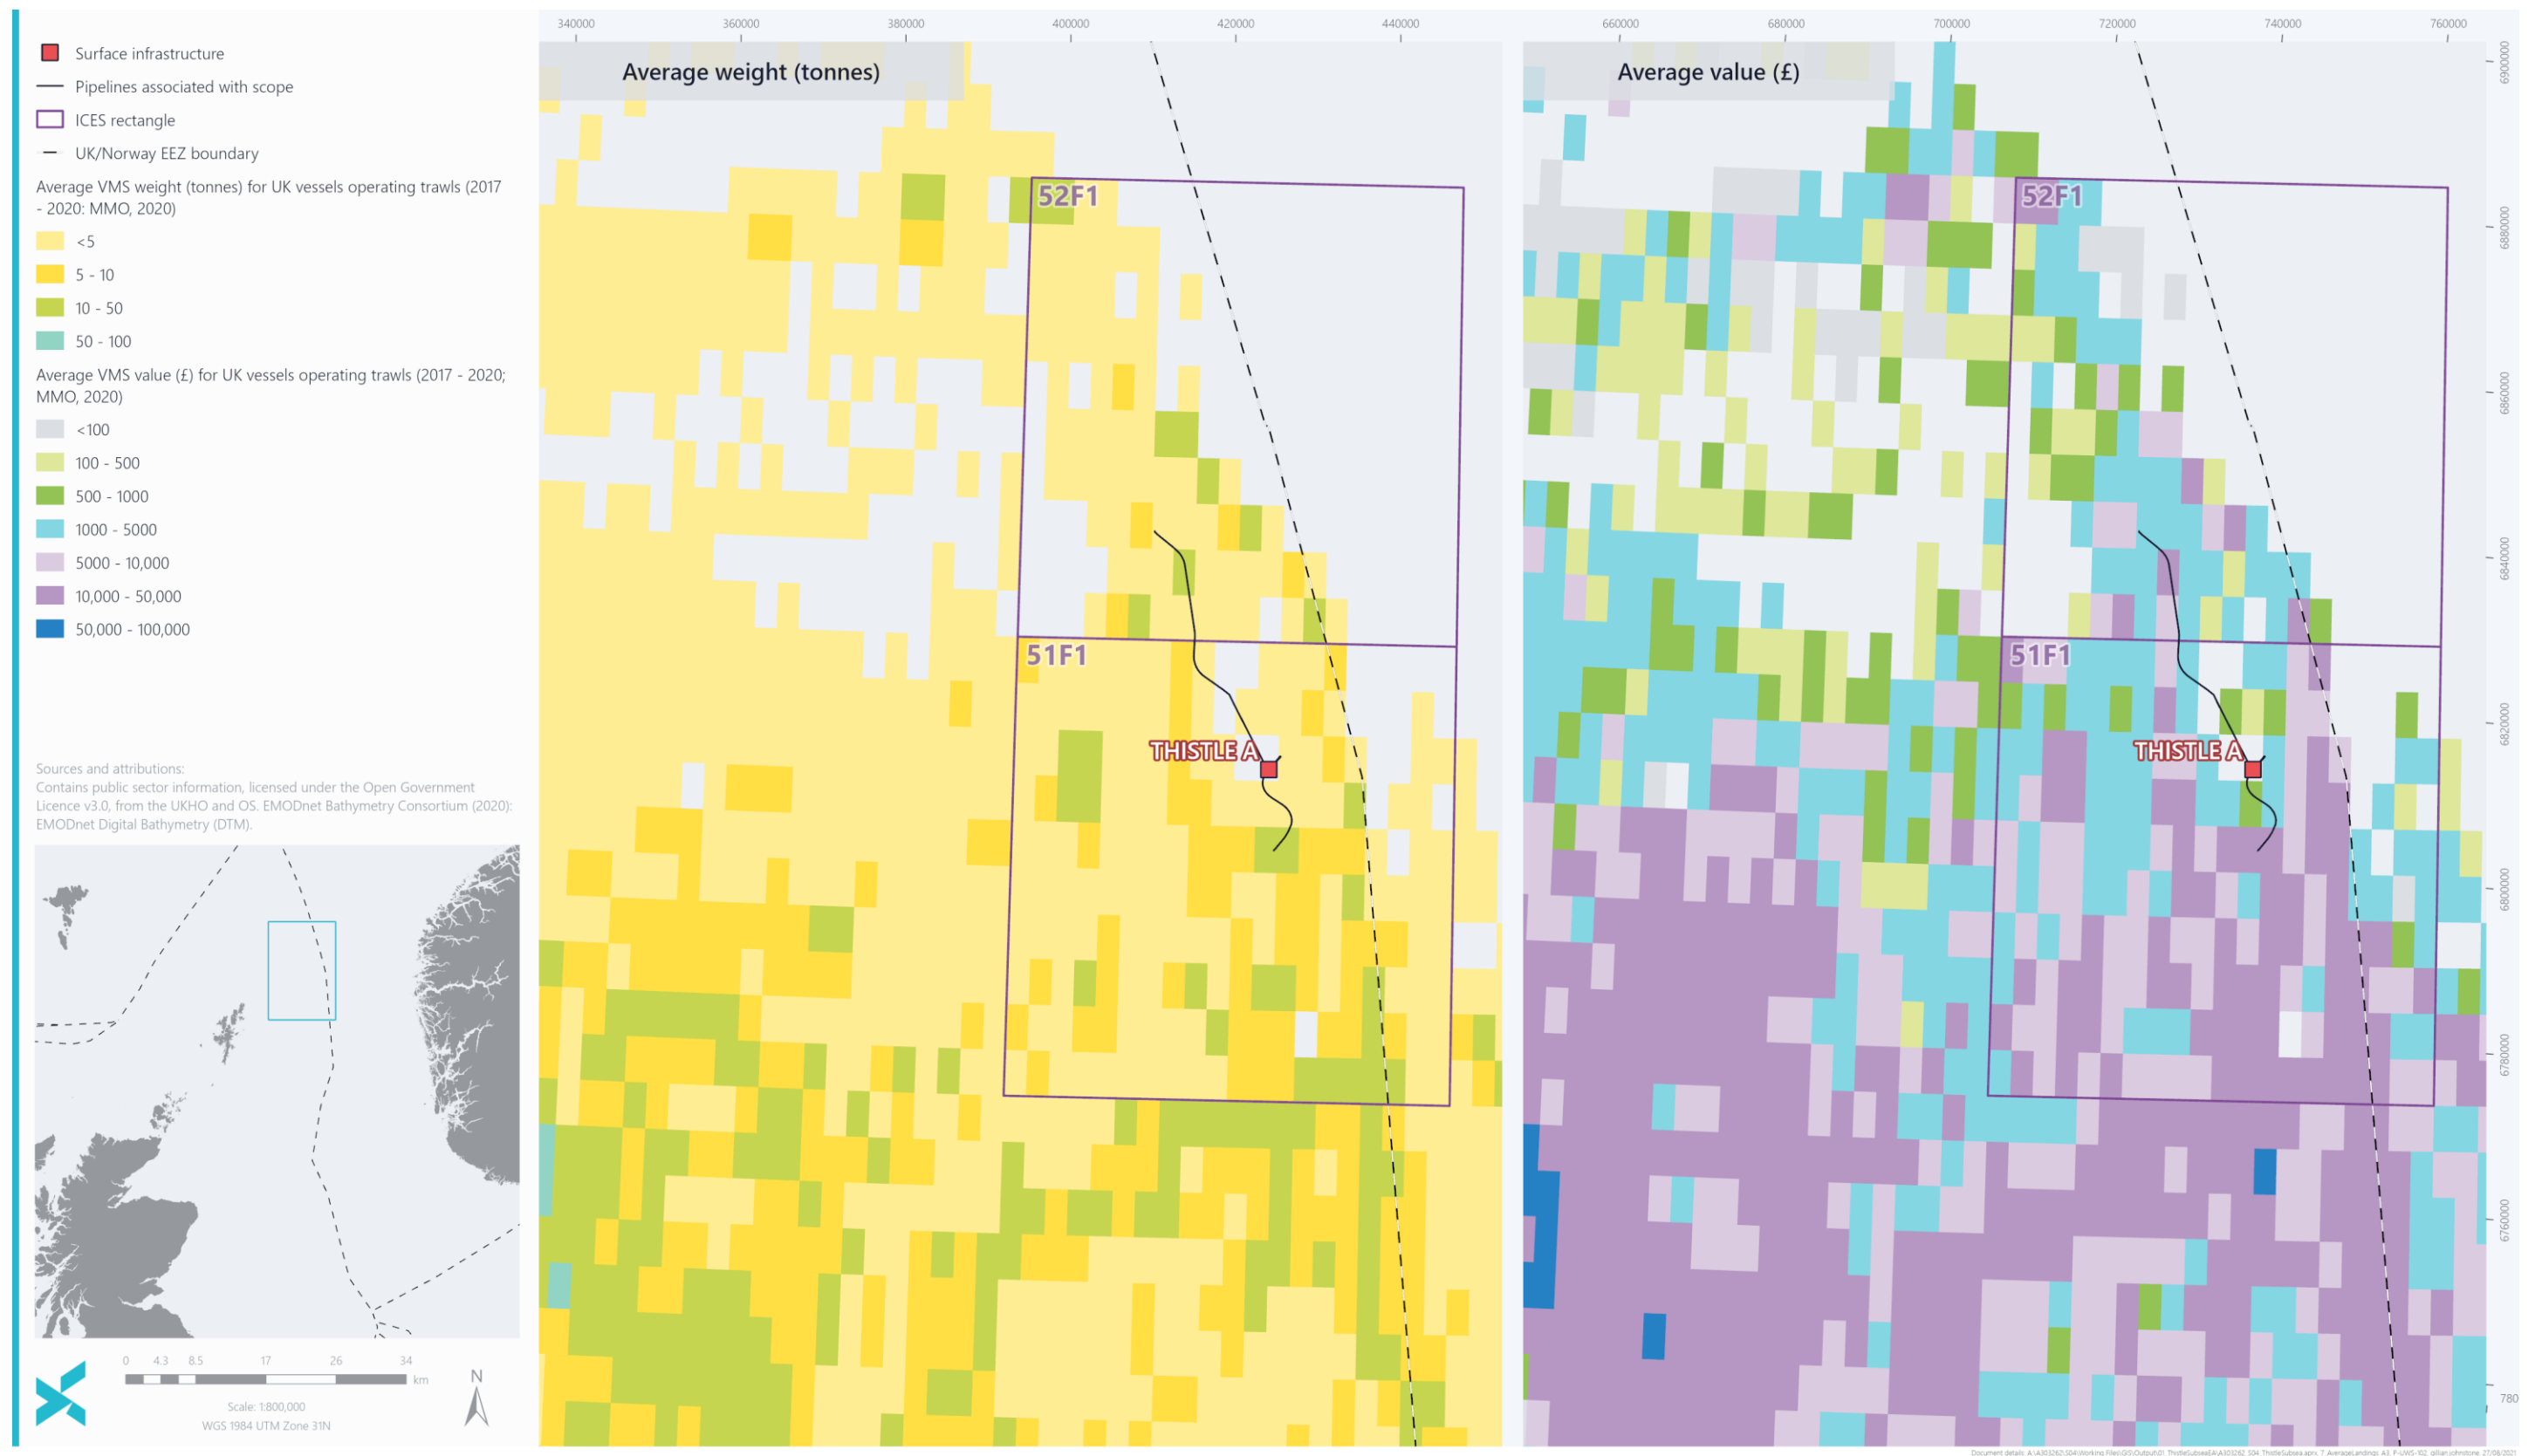 Surface infrastructure
Pipelines associated with scope
ICES rectangle
UK/Norway EEZ boundary
Average VMS weight (tonnes) for UK vessels operating trawls (2017
- 2020: MMO, 2020)
<5
5 - 10
10 - 50
50 - 100
Average VMS value (£) for UK vessels operating trawls (2017 - 2020;
MMO, 2020)
<100
100 - 500
500 - 1000
1000 - 5000
5000 - 10,000
10,000 - 50,000
50,000 - 100,000
Sources and attributions:
Contains public sector information, licensed under the Open Government
Licence v3.0, from the UKHO and OS. EMODnet Bathymetry Consortium (2020):
EMODnet Digital Bathymetry (DTM).
0 4.3 8.5 17 26 34
km
N
Scale: 1:800,000
WGS 1984 UTM Zone 31N
340000 360000 380000 400000 420000 440000
Average weight (tonnes)
52F1
51F1
THISTLE A
660000 680000 700000 720000 740000 760000
Average value (£)
52F1
51F1
THISTLE A
6900000
6880000
6860000
6840000
6820000
6800000
6780000
6760000
780